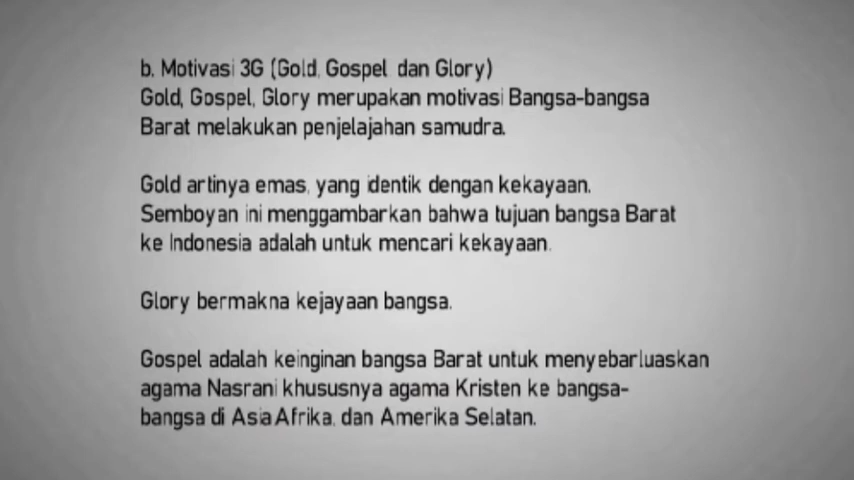 b. Motivasi 3G (Gold, Gospel dan Glory)
Gold, Gospel, Glory merupakan motivasi Bangsa-bangsa
Barat melakukan penjelajahan samudra.
Gold artinya emas, yang identik dengan kekayaan.
Semboyan ini menggambarkan bahwa tujuan bangsa Barat
ke Indonesia adalah untuk mencari kekayaan.
Glory bermakna kejayaan bangsa.
Gospel adalah keinginan bangsa Barat untuk menyebarluaskan
agama Nasrani khususnya agama Kristen ke bangsa-
bangsa di Asia Afrika, dan Amerika Selatan.